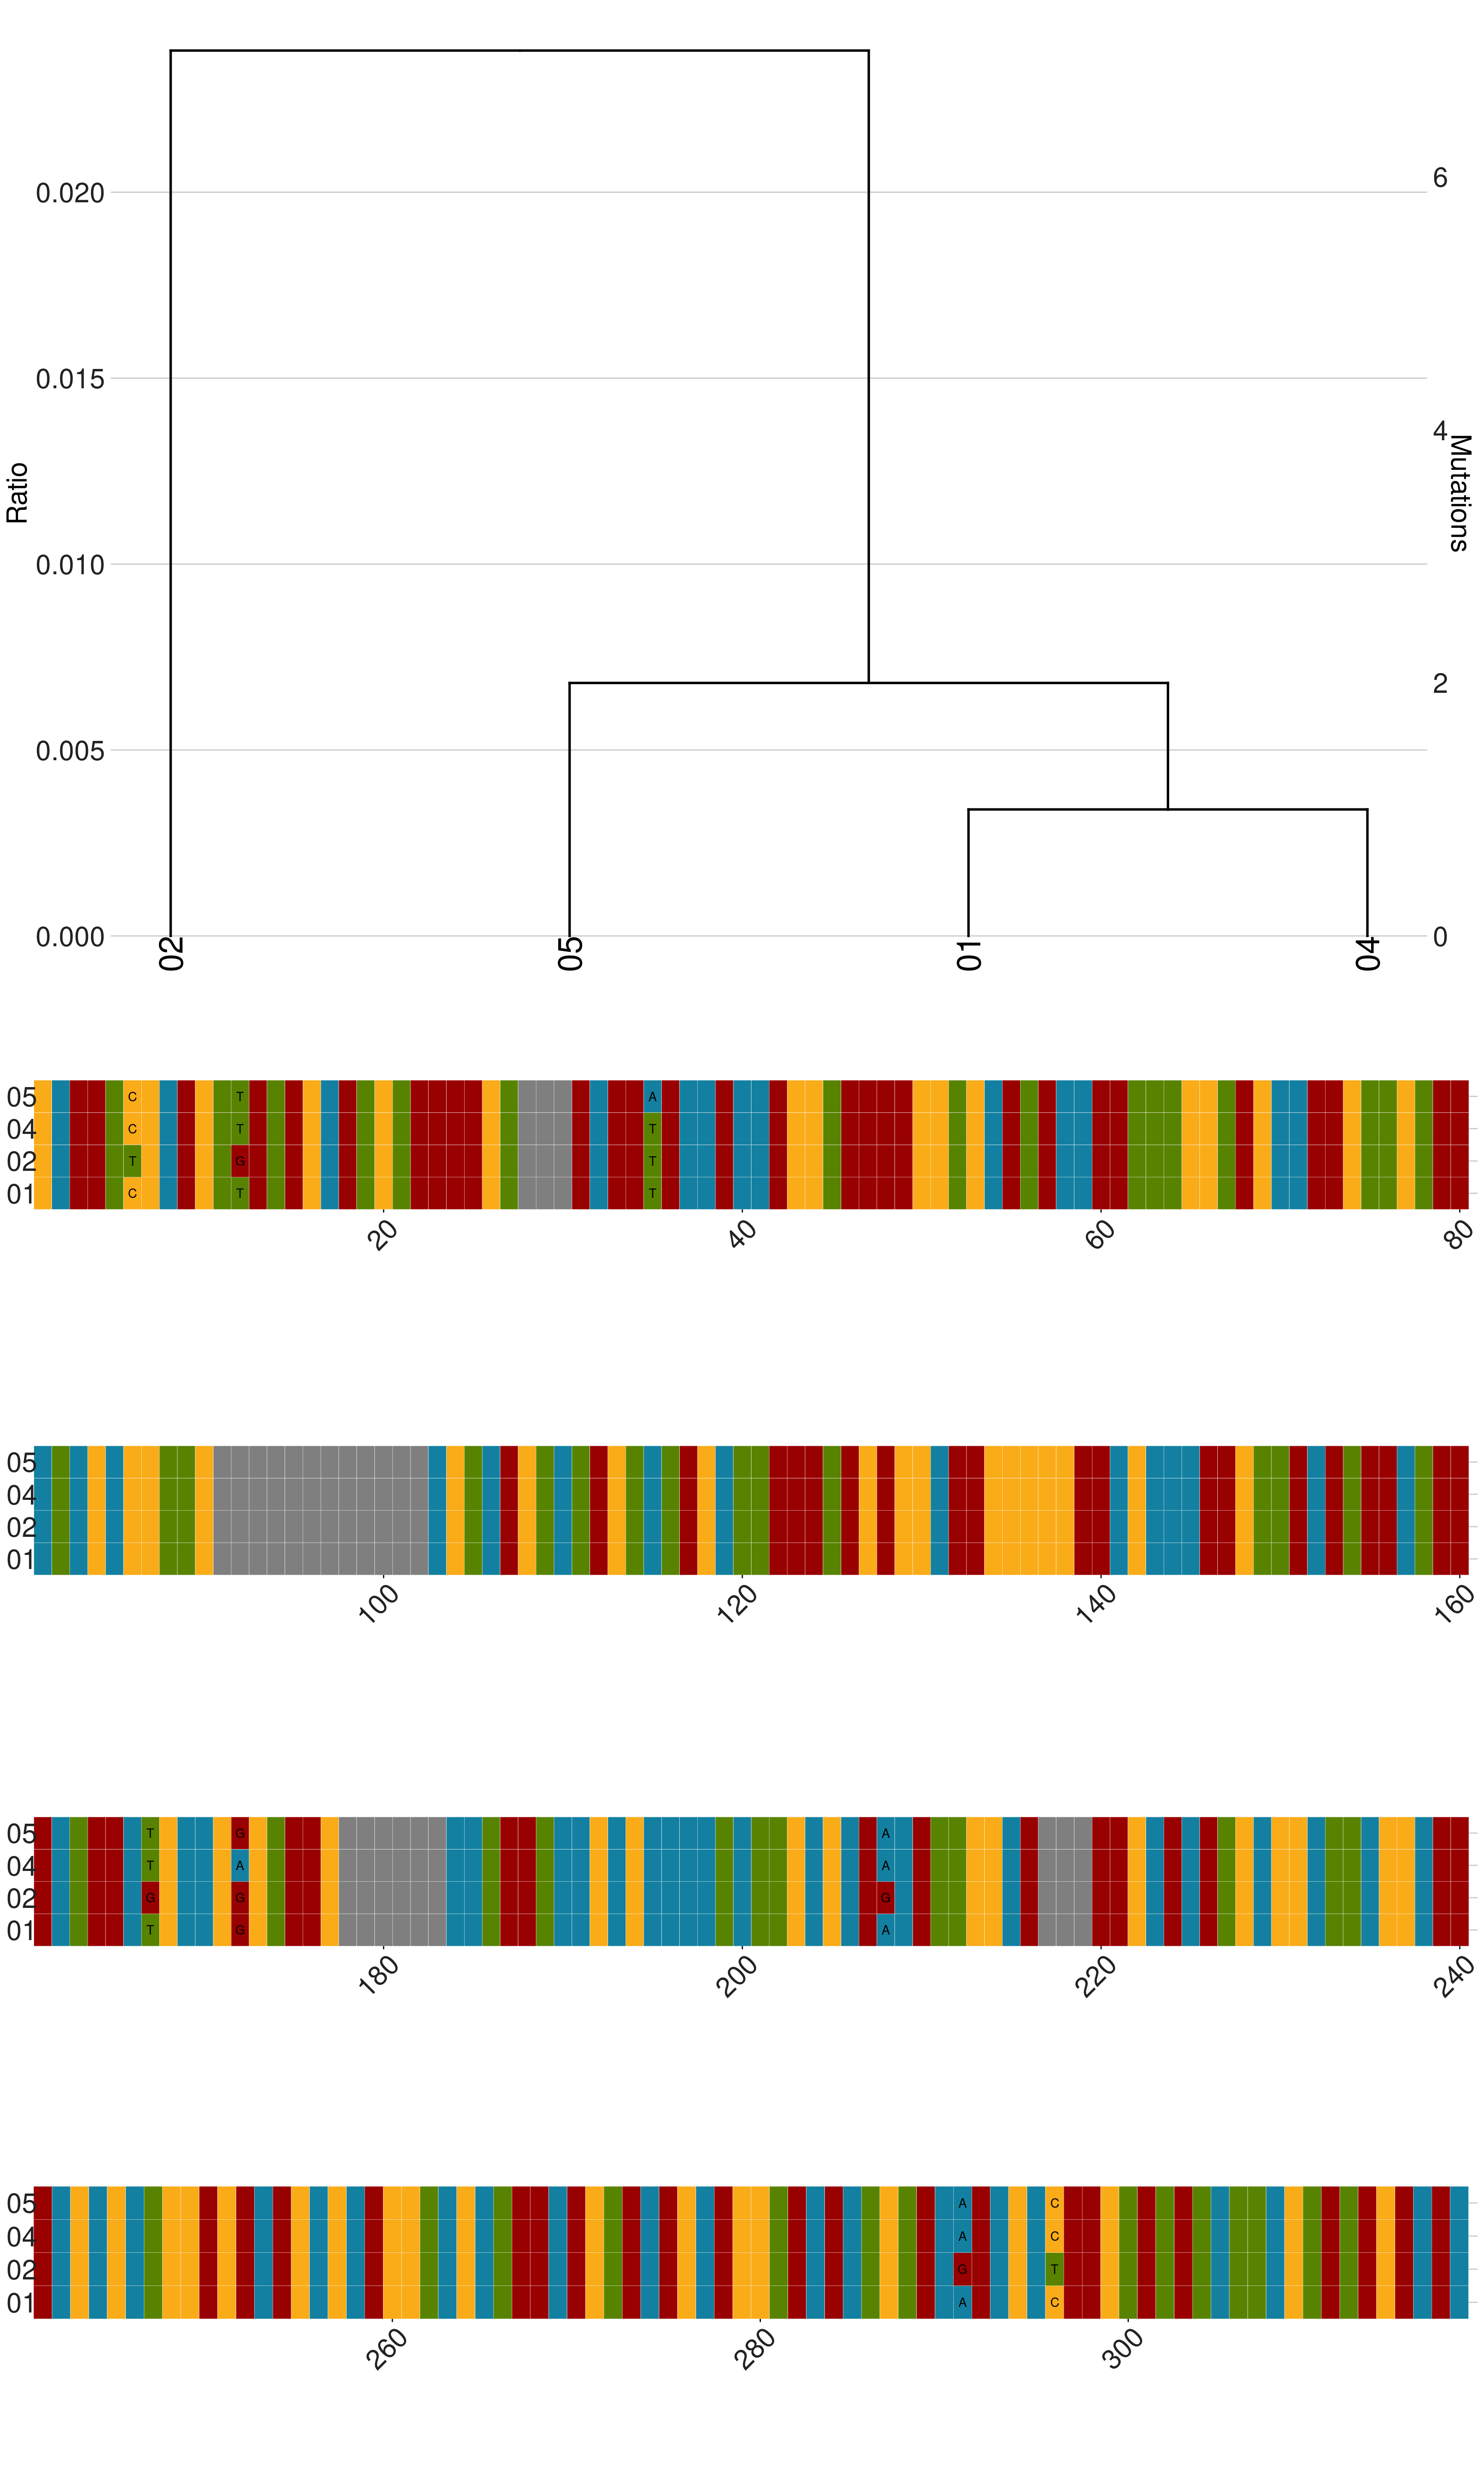 0.020
6
0.015
4
Ratio
Mutations
0.010
2
0.005
0.000
0
02 05 01 04
05 C T A
04 C T T
02 T G T
01 C T T
20 40 60 80
05
04
02
01
100 120 140 160
05 T G A
04 T A A
02 G G G
01 T G A
180 200 220 240
05 A C
04 A C
02 G T
01 A C
260 280 300